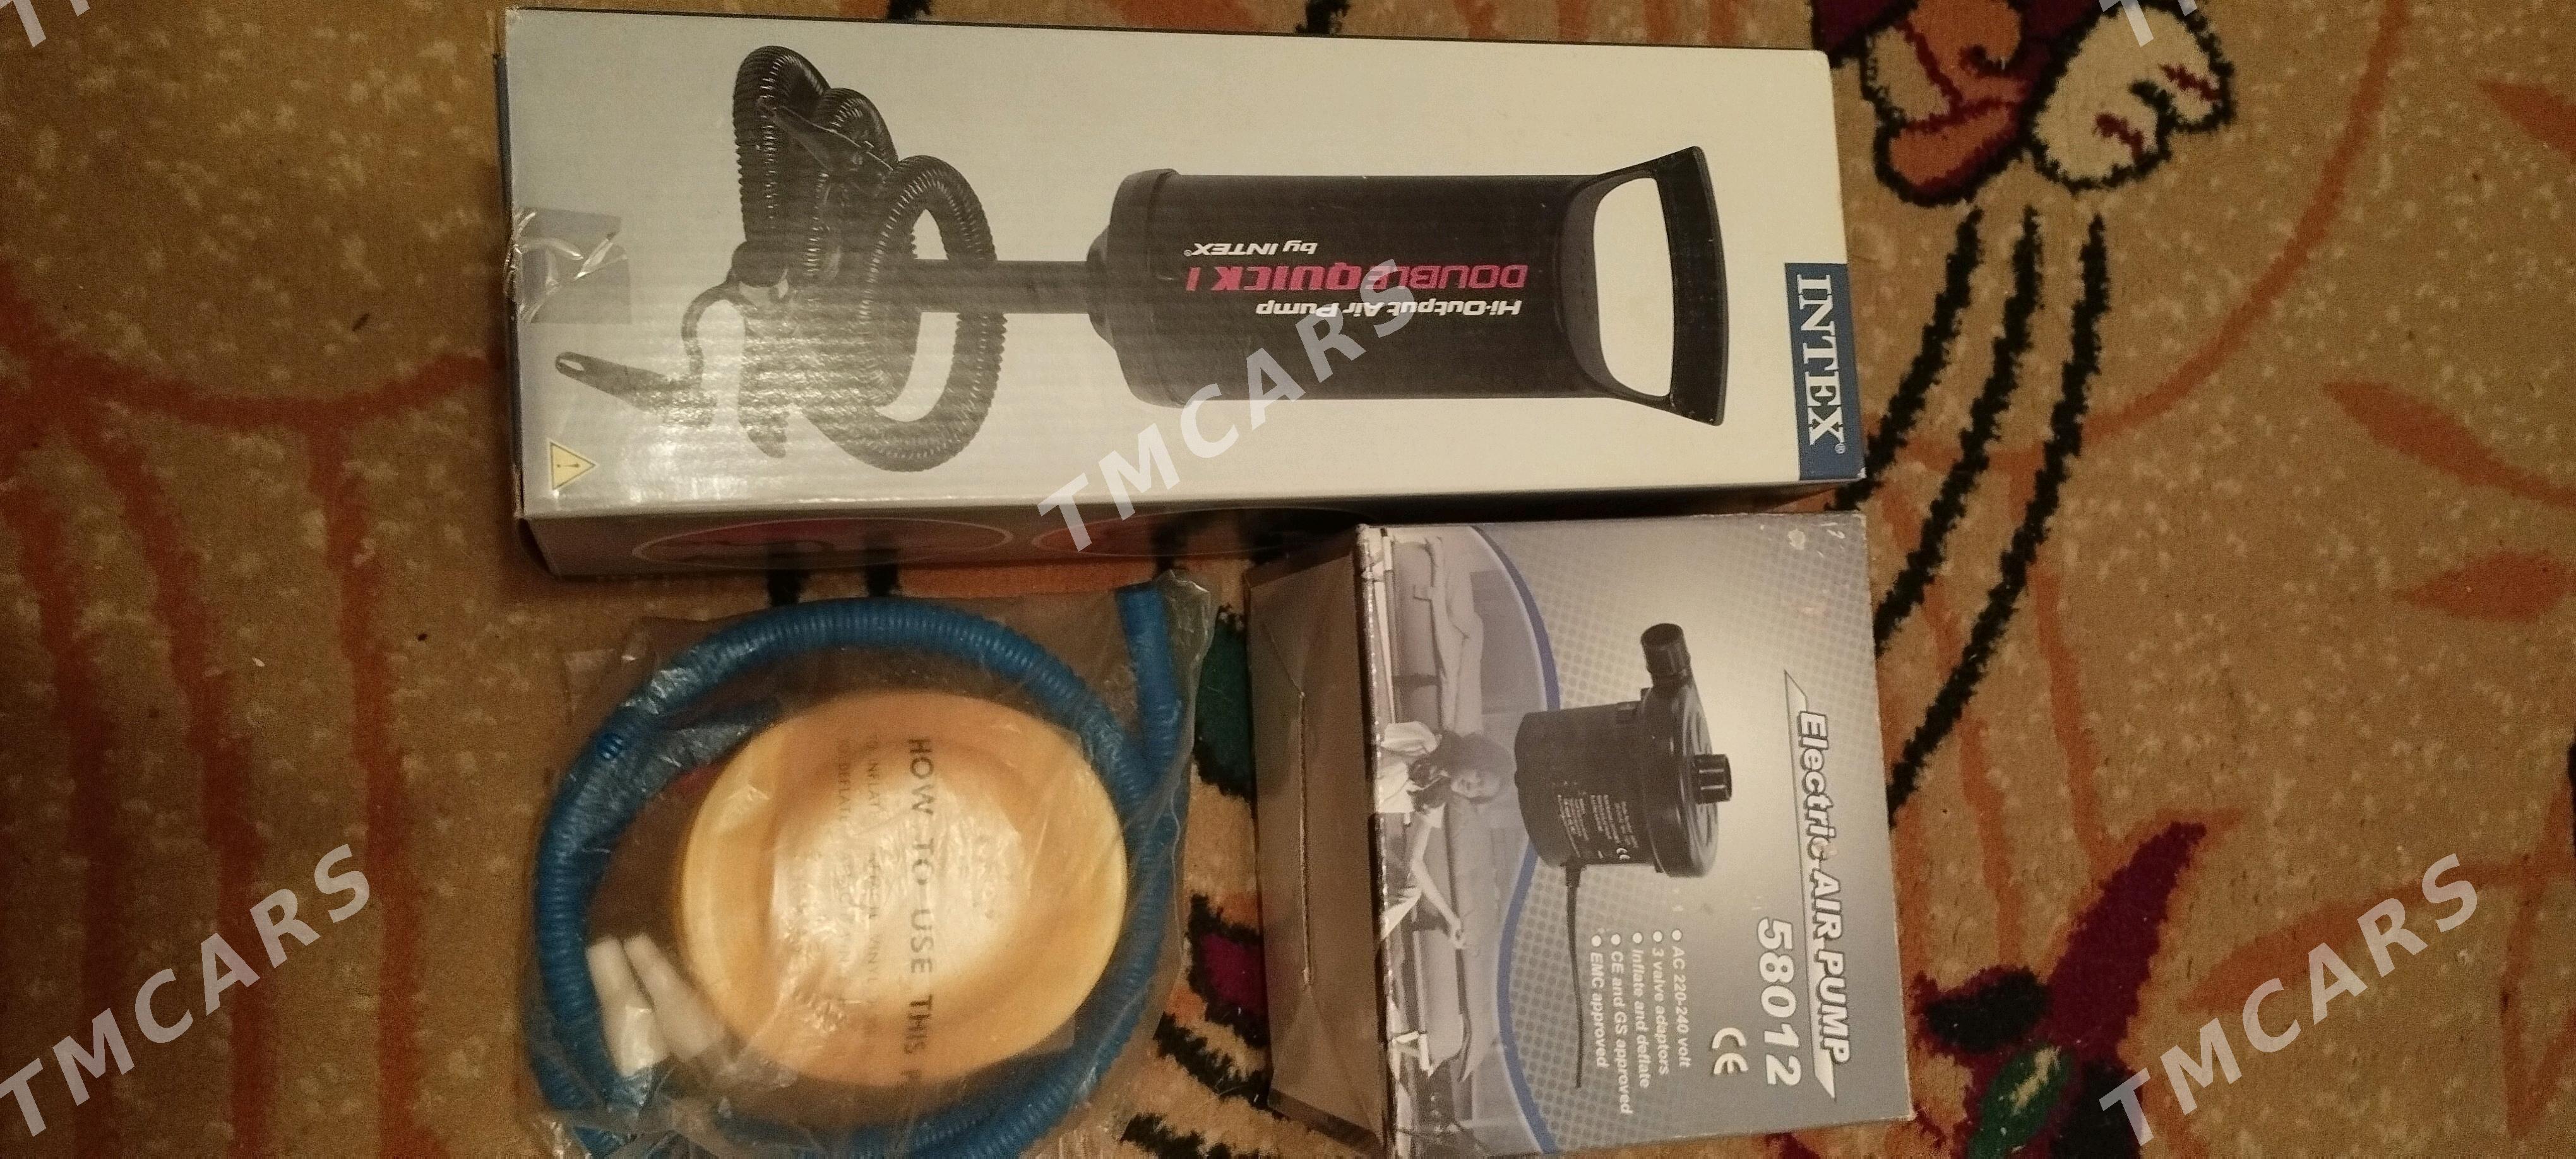 INTEX®
Hi-Output Air Pump
DOUBLE QUICK I
by INTEX®
Electric AIR PUMP
58012
CE
AC 220-240 volt
3 valve adaptors
Inflate and deflate
CE and GS approved
EMC approved
HOW TO USE THIS P
TMCARS
TMCARS
TMCARS